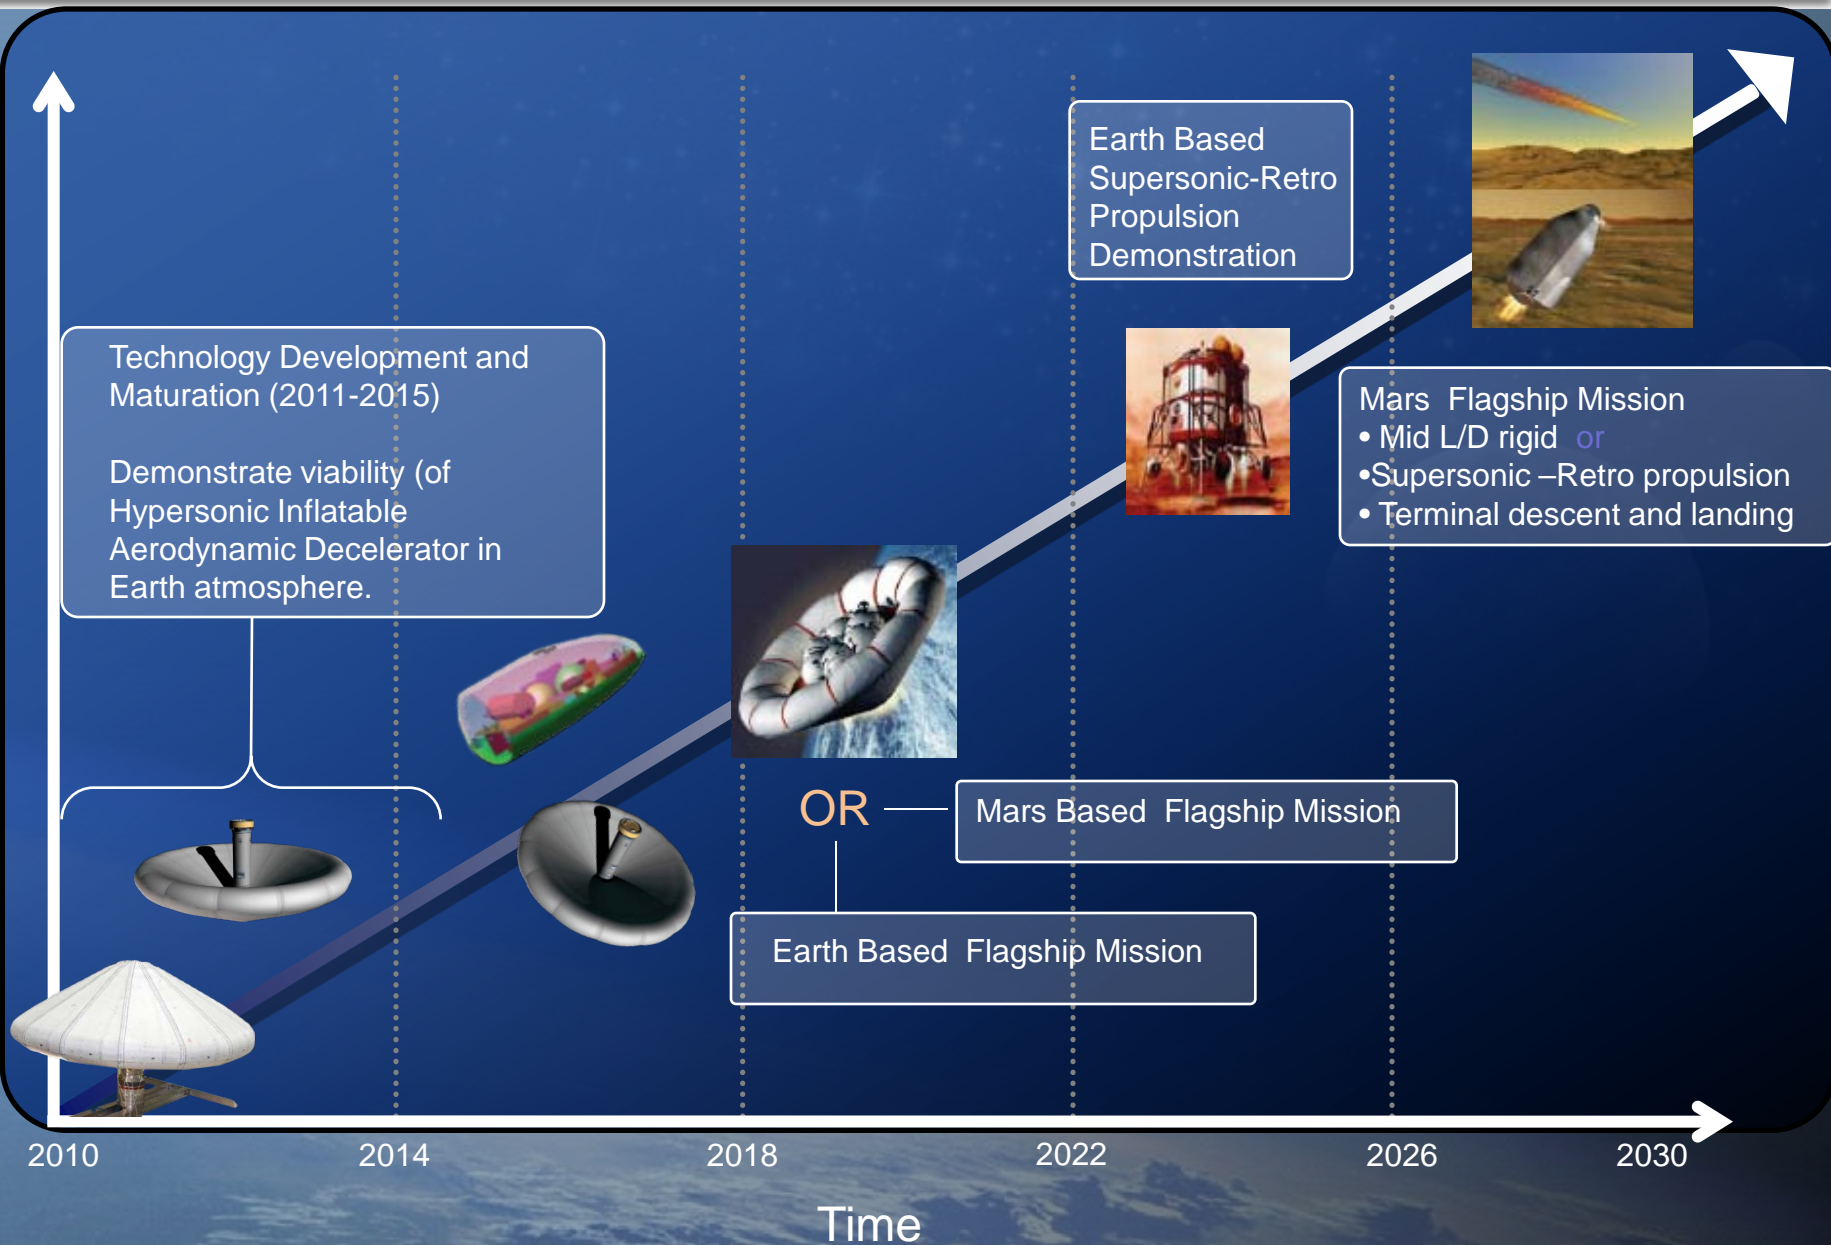 Earth Based
Supersonic-Retro
Propulsion
Demonstration
Technology Development and
Maturation (2011-2015)
Demonstrate viability (of
Hypersonic Inflatable
Aerodynamic Decelerator in
Earth atmosphere.
Mars  Flagship Mission
• Mid L/D rigid  or
•Supersonic –Retro propulsion
• Terminal descent and landing
OR
Mars Based  Flagship Mission
Earth Based  Flagship Mission
2010 2014 2018 2022 2026 2030
Time